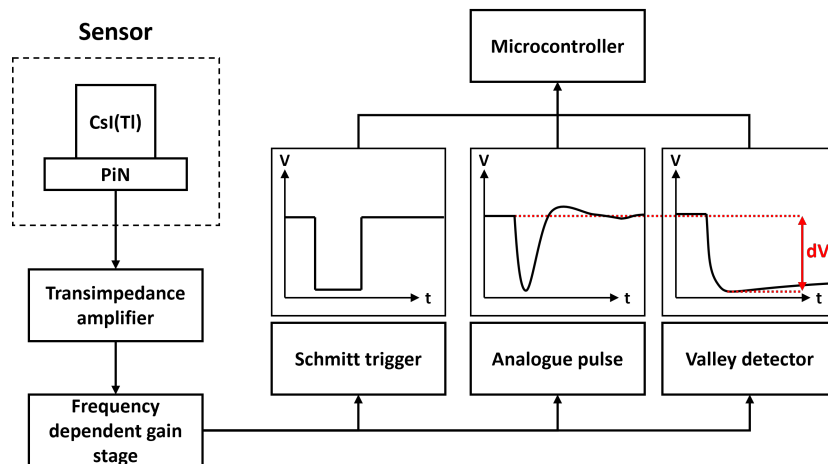 Sensor
CsI(Tl)
PiN
Transimpedance
amplifier
Frequency
dependent gain
stage
Microcontroller
V
t
Schmitt trigger
V
t
Analogue pulse
V
dV
t
Valley detector